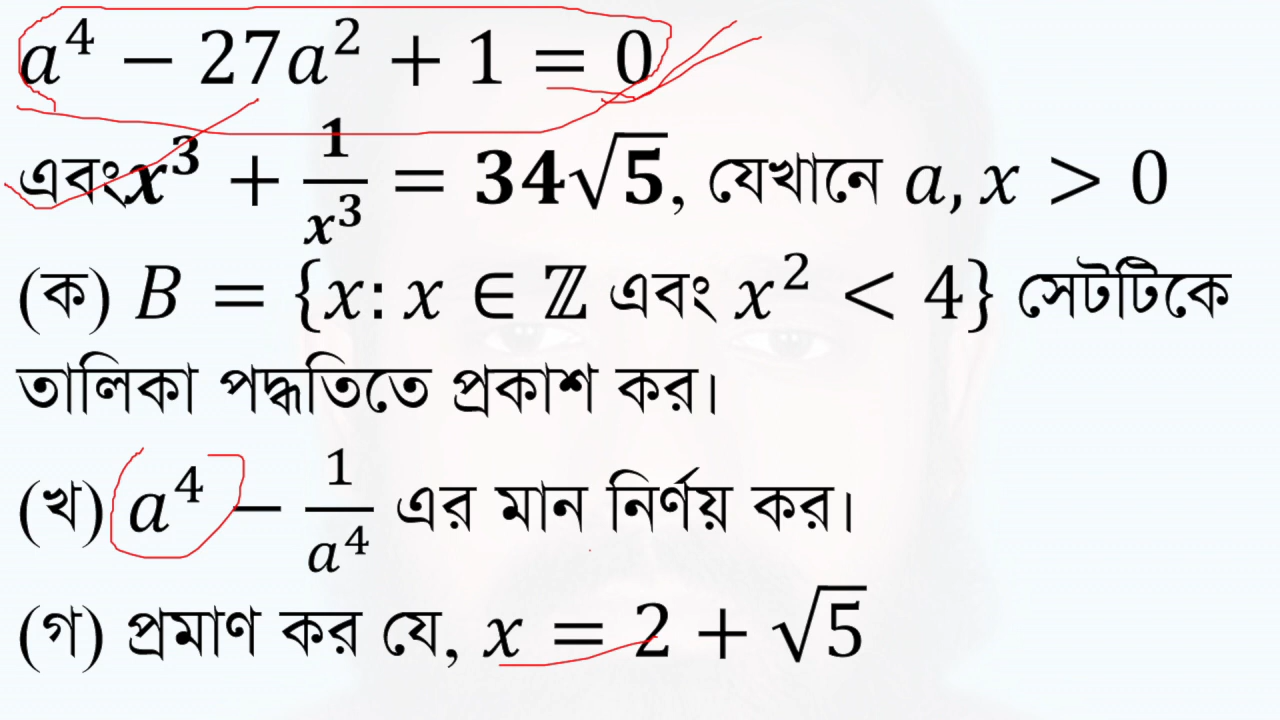 a⁴ − 27a² + 1 = 0
এবং x³ + 1/x³ = 34√5, যেখানে a, x > 0
(ক) B = {x: x ∈ ℤ এবং x² < 4} সেটটিকে
তালিকা পদ্ধতিতে প্রকাশ কর।
(খ) a⁴ − 1/a⁴ এর মান নির্ণয় কর।
(গ) প্রমাণ কর যে, x = 2 + √5